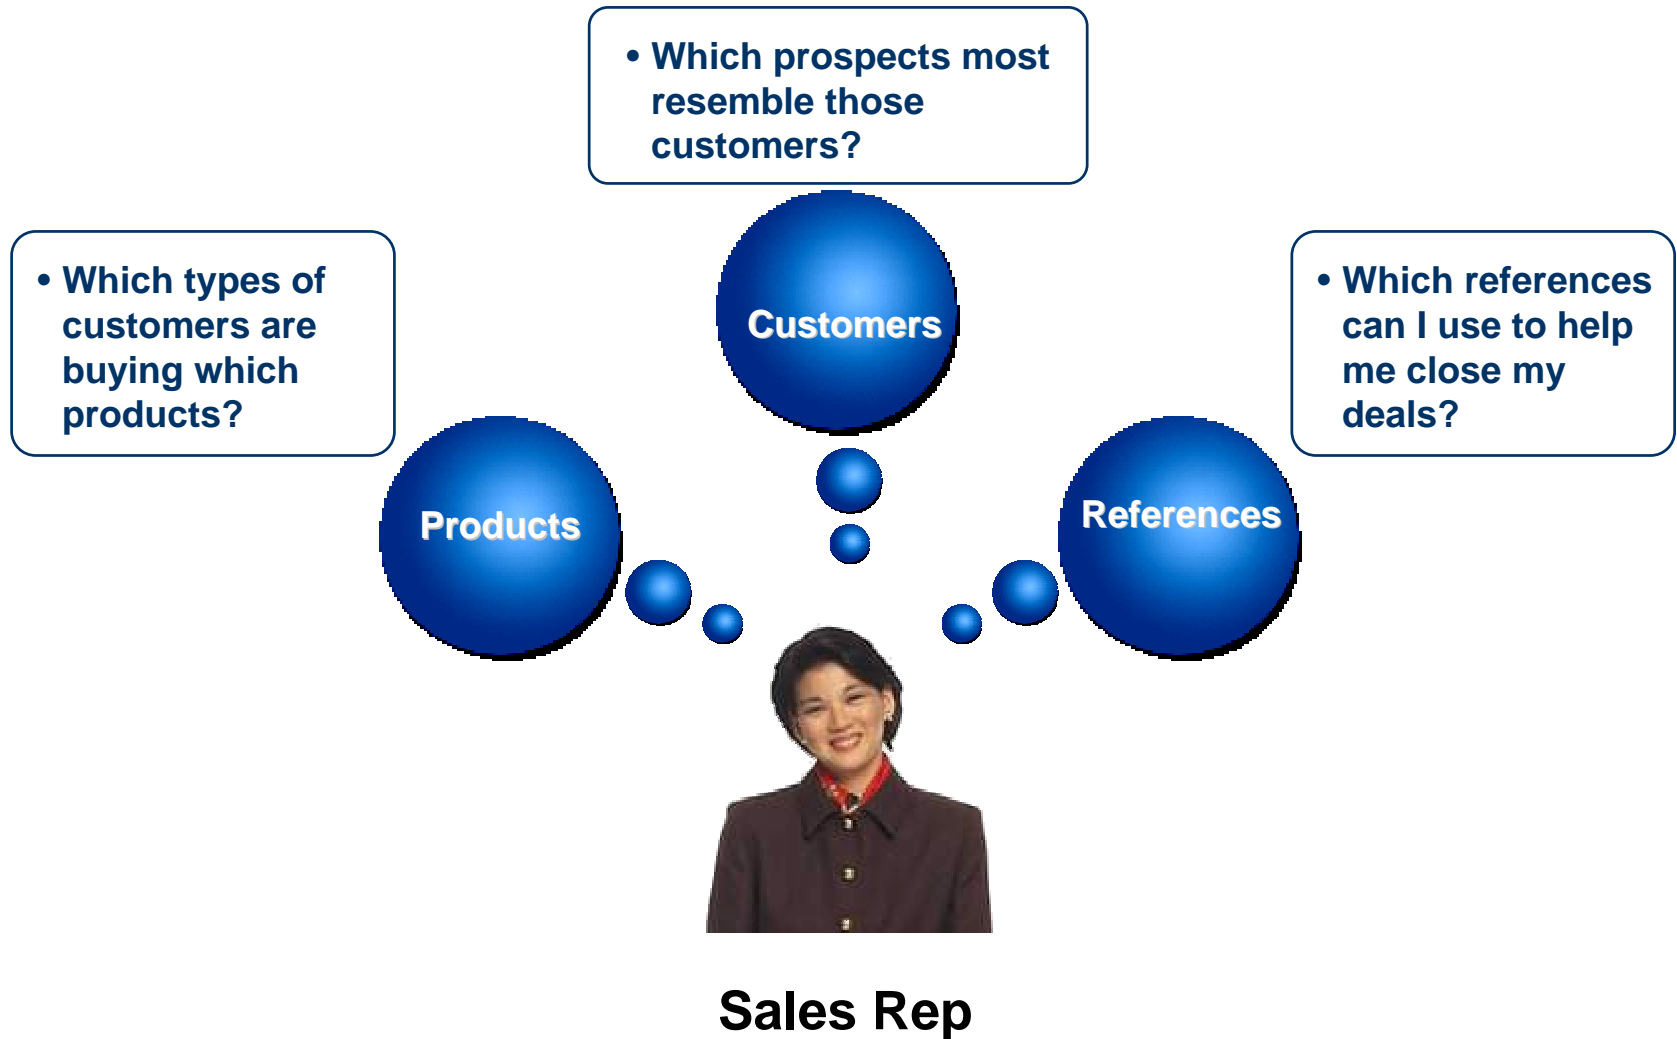 • Which prospects most
resemble those
customers?
• Which types of
customers are
buying which
products?
Customers
• Which references
can I use to help
me close my
deals?
Products
References
Sales Rep